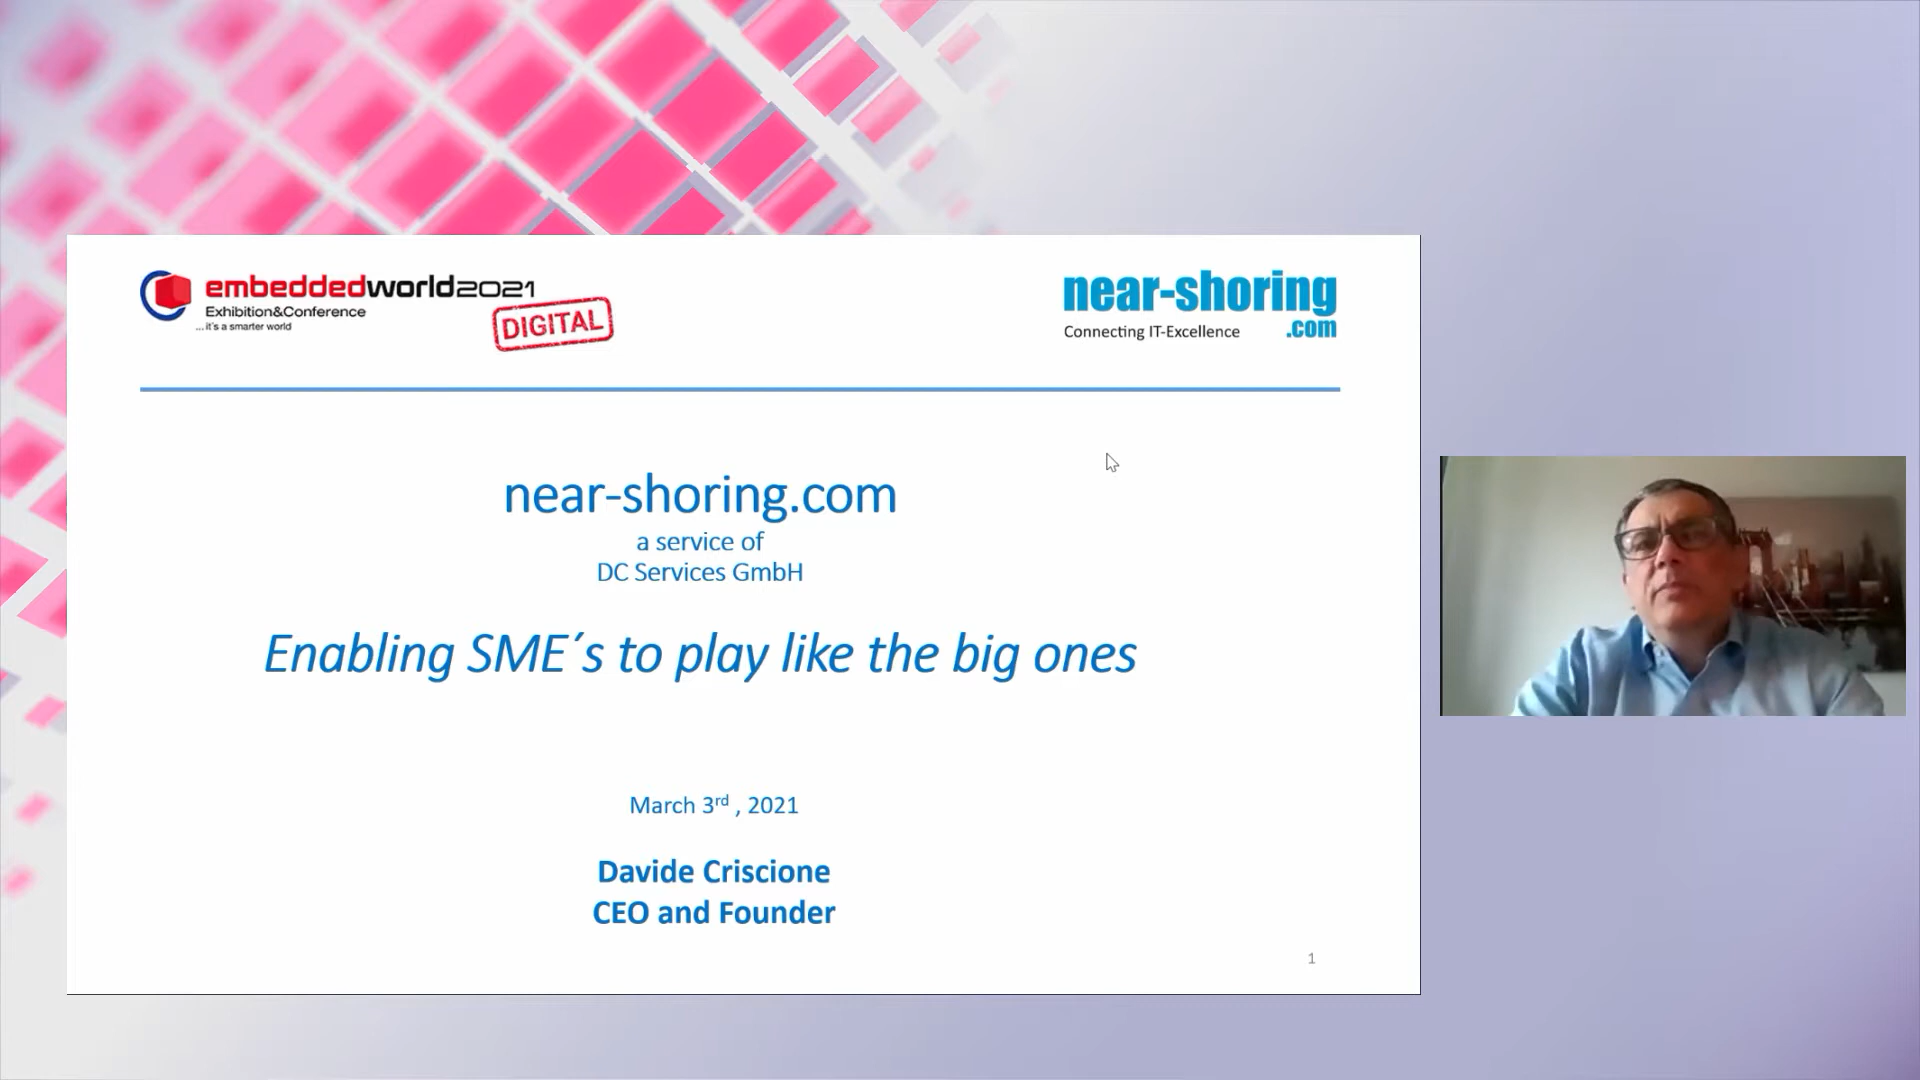 embeddedworld2021
Exhibition&Conference
...it's a smarter world
DIGITAL
near-shoring
.com
Connecting IT-Excellence
near-shoring.com
a service of
DC Services GmbH
Enabling SME´s to play like the big ones
March 3rd , 2021
Davide Criscione
CEO and Founder
1